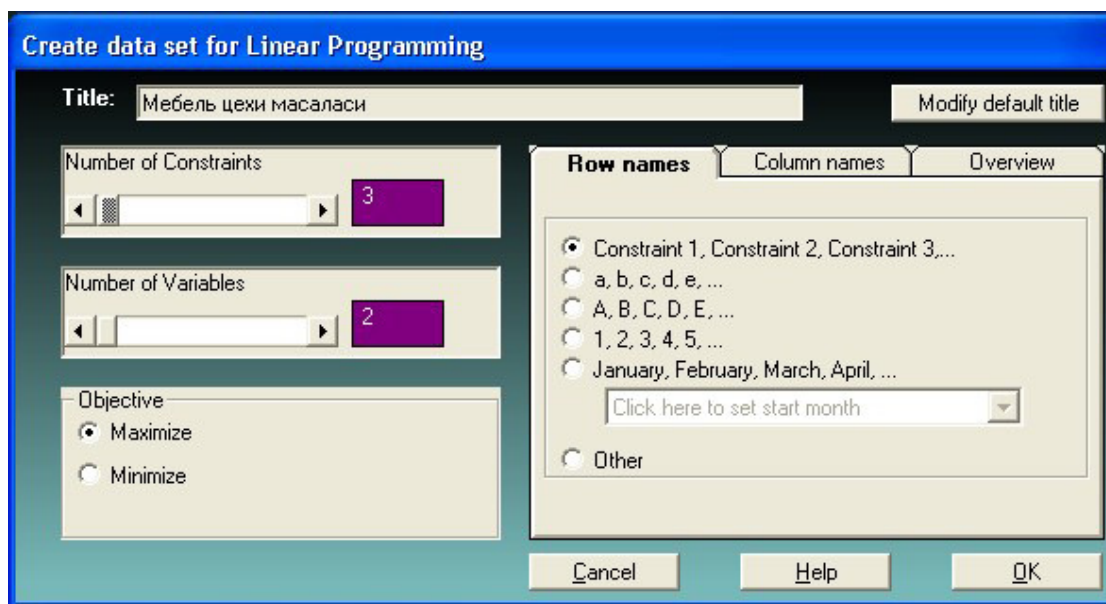 Create data set for Linear Programming
Title: Мебель цехи масаласи
Modify default title
Number of Constraints
3
Number of Variables
2
Objective
Maximize
Minimize
Row names
Column names
Overview
Constraint 1, Constraint 2, Constraint 3,...
a, b, c, d, e, ...
A, B, C, D, E, ...
1, 2, 3, 4, 5, ...
January, February, March, April, ...
Click here to set start month
Other
Cancel
Help
OK